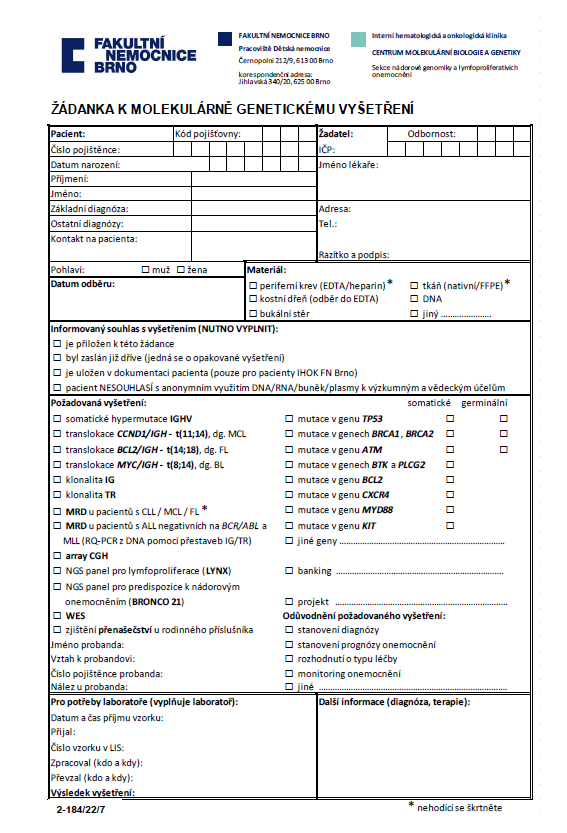 FAKULTNÍ
NEMOCNICE
BRNO
FAKULTNÍ NEMOCNICE BRNO
Pracoviště Dětská nemocnice
Černopolní 212/9, 613 00 Brno
korespondenční adresa:
Jihlavská 340/20, 625 00 Brno
Interní hematologická a onkologická klinika
CENTRUM MOLEKULÁRNÍ BIOLOGIE A GENETIKY
Sekce nádorové genomiky a lymfoproliferativích
onemocnění
ŽÁDANKA K MOLEKULÁRNĚ GENETICKÉMU VYŠETŘENÍ
Pacient: Kód pojišťovny:
Číslo pojištěnce:
Datum narození:
Příjmení:
Jméno:
Základní diagnóza:
Ostatní diagnózy:
Kontakt na pacienta:
Žadatel: Odbornost:
IČP:
Jméno lékaře:
Adresa:
Tel.:
Razítko a podpis:
Pohlaví: ☐ muž ☐ žena
Datum odběru:
Materiál:
☐ periferní krev (EDTA/heparin)* ☐ tkáň (nativní/FFPE)*
☐ kostní dřeň (odběr do EDTA) ☐ DNA
☐ bukální stěr ☐ jiný .....................
Informovaný souhlas s vyšetřením (NUTNO VYPLNIT):
☐ je přiložen k této žádance
☐ byl zaslán již dříve (jedná se o opakované vyšetření)
☐ je uložen v dokumentaci pacienta (pouze pro pacienty IHOK FN Brno)
☐ pacient NESOUHLASÍ s anonymním využitím DNA/RNA/buněk/plasmy k výzkumným a vědeckým účelům
Požadovaná vyšetření: somatické germinální
☐ somatické hypermutace IGHV
☐ translokace CCND1/IGH - t(11;14), dg. MCL
☐ translokace BCL2/IGH - t(14;18), dg. FL
☐ translokace MYC/IGH - t(8;14), dg. BL
☐ klonalita IG
☐ klonalita TR
☐ MRD u pacientů s CLL / MCL / FL *
☐ MRD u pacientů s ALL negativních na BCR/ABL a
MLL (RQ-PCR z DNA pomocí přestaveb IG/TR)
☐ array CGH
☐ NGS panel pro lymfoproliferace (LYNX)
☐ NGS panel pro predispozice k nádorovým
onemocněním (BRONCO 21)
☐ WES
☐ zjištění přenašečství u rodinného příslušníka
Jméno probanda:
Vztah k probandovi:
Číslo pojištěnce probanda:
Nález u probanda:
☐ mutace v genu TP53 ☐ ☐
☐ mutace v genech BRCA1 , BRCA2 ☐ ☐
☐ mutace v genu ATM ☐ ☐
☐ mutace v genech BTK a PLCG2 ☐
☐ mutace v genu BCL2 ☐
☐ mutace v genu CXCR4 ☐
☐ mutace v genu MYD88 ☐
☐ mutace v genu KIT ☐
☐ jiné geny .......................................................
☐ banking .......................................................
☐ projekt .......................................................
Odůvodnění požadovaného vyšetření:
☐ stanovení diagnózy
☐ stanovení prognózy onemocnění
☐ rozhodnutí o typu léčby
☐ monitoring onemocnění
☐ jiné .......................................................
Pro potřeby laboratoře (vyplňuje laboratoř):
Datum a čas příjmu vzorku:
Přijal:
Číslo vzorku v LIS:
Zpracoval (kdo a kdy):
Převzal (kdo a kdy):
Výsledek vyšetření:
Další informace (diagnóza, terapie):
2-184/22/7
* nehodící se škrtněte